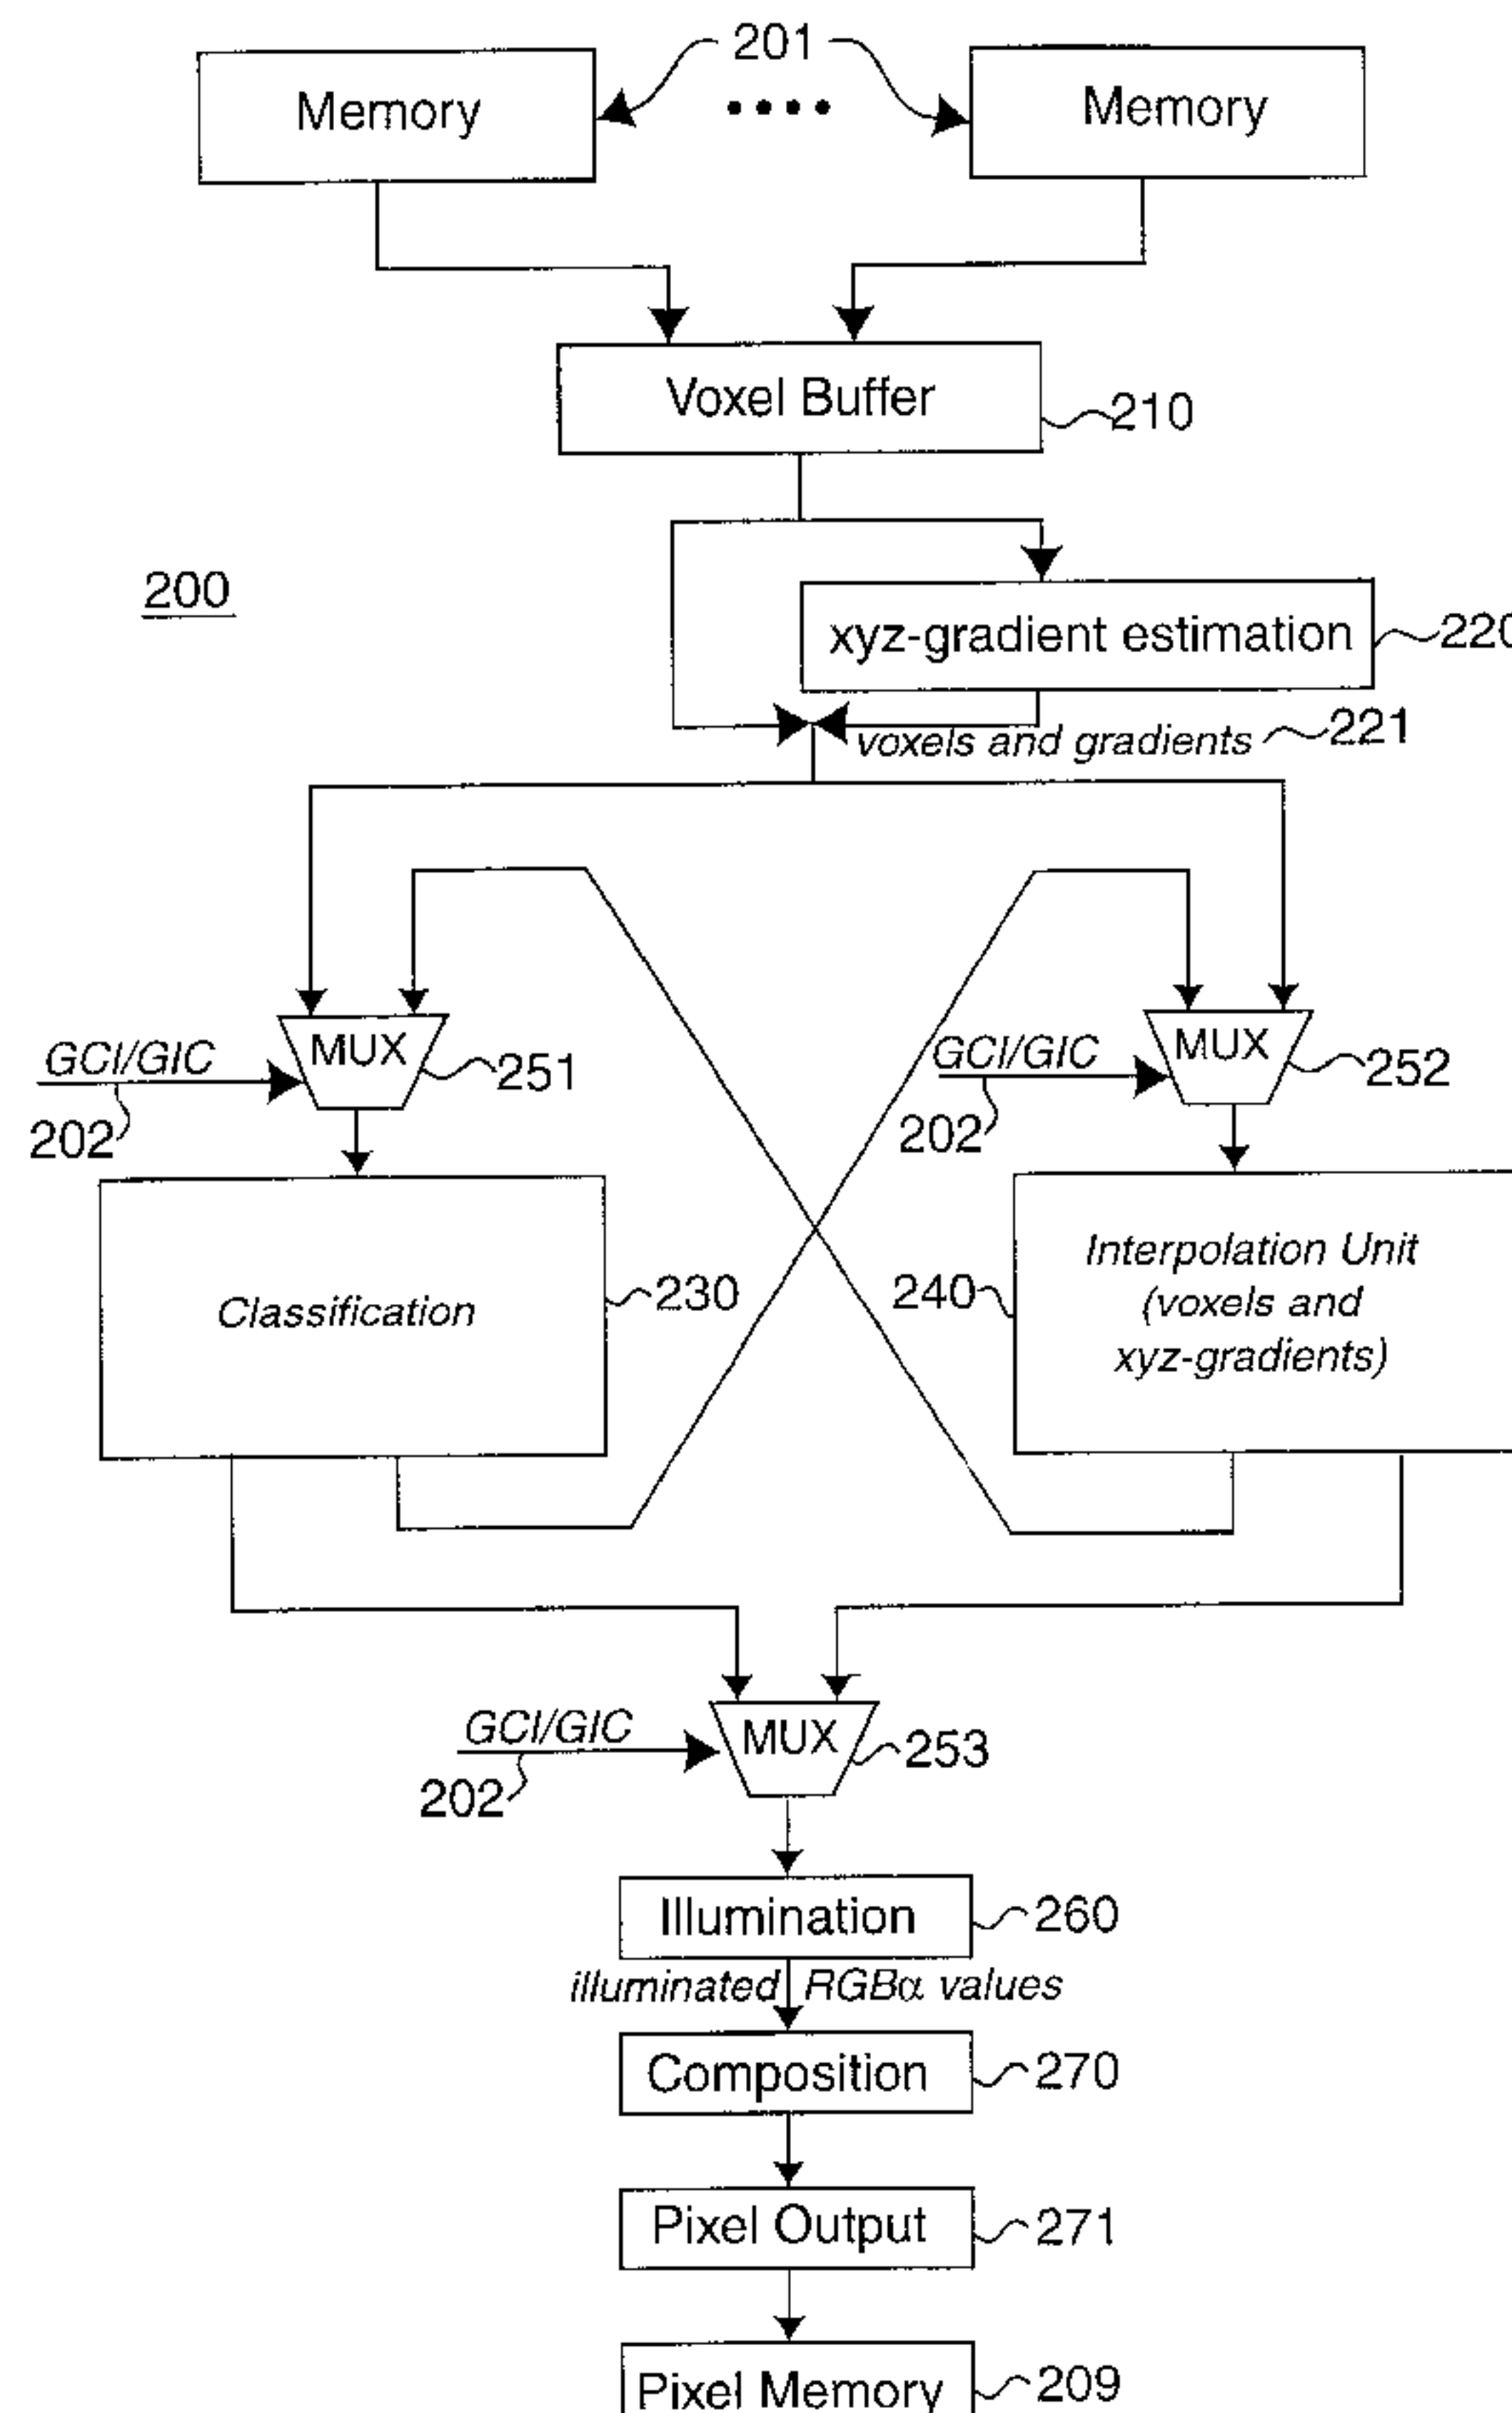 201
Memory
Memory
Voxel Buffer
210
200
xyz-gradient estimation
220
voxels and gradients
221
MUX
251
GCI/GIC
202
MUX
252
GCI/GIC
202
Classification
230
240
Interpolation Unit
(voxels and
xyz-gradients)
MUX
253
GCI/GIC
202
Illumination
260
illuminated RGBα values
Composition
270
Pixel Output
271
Pixel Memory
209